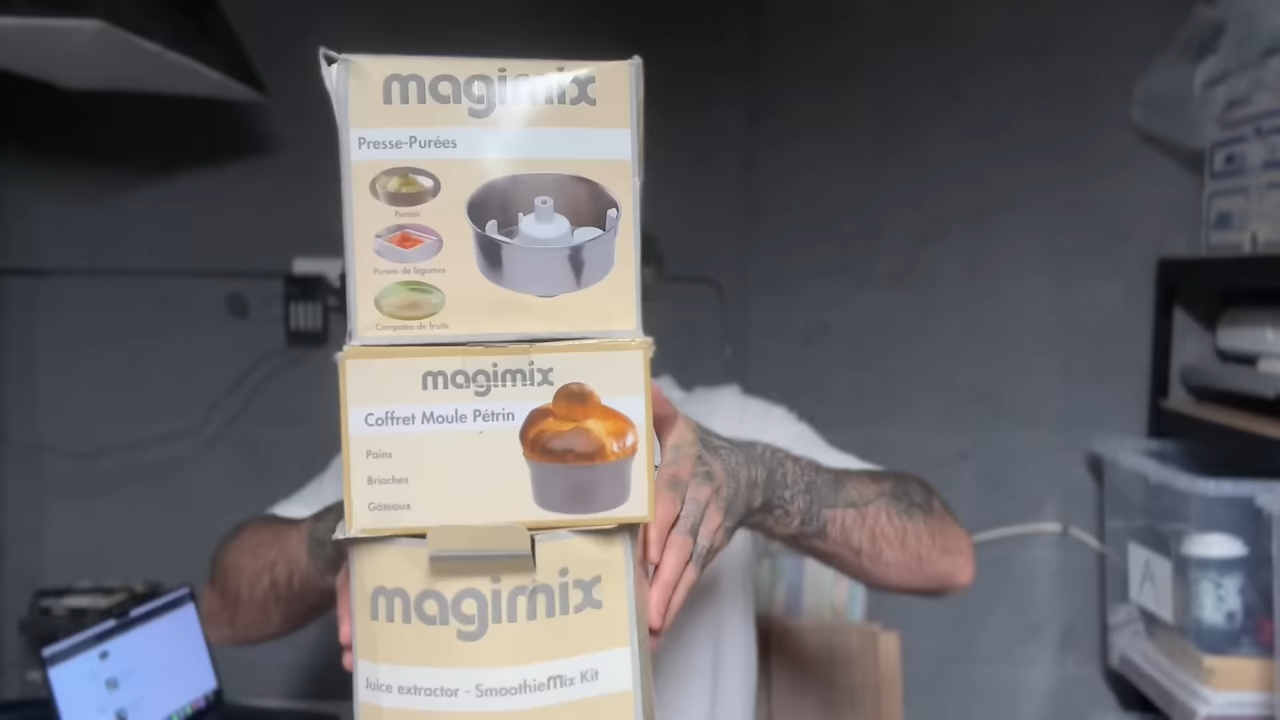 magimix
Presse-Purées
Purées
Purées de légumes
Compotes de fruits
magimix
Coffret Moule Pétrin
Pains
Brioches
Gâteaux
magimix
Juice extractor - Smoothiemix Kit
A